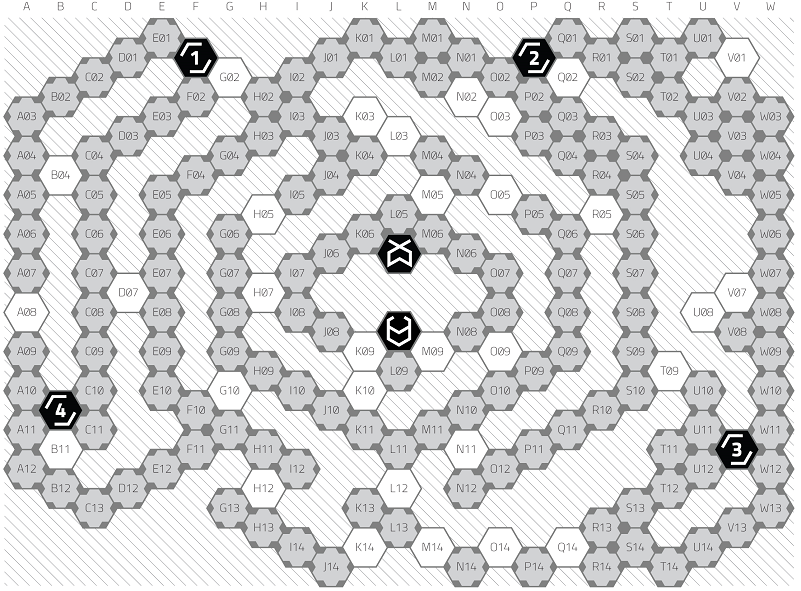 A B C D E F G H I J K L M N O P Q R S T U V W
E01 K01 M01 Q01 S01 U01
D01 1 J01 L01 N01 2 R01 T01 V01
C02 G02 I02 M02 O02 Q02 S02
B02 F02 H02 N02 P02 T02 V02
A03 E03 I03 K03 O03 U03 W03
D03 H03 J03 L03 P03 R03 V03
A04 C04 G04 K04 M04 Q04 S04 U04 W04
B04 F04 J04 N04 R04 V04
A05 C05 E05 I05 M05 O05 S05 W05
H05 L05 P05 R05
A06 C06 E06 G06 K06 M06 Q06 S06 W06
J06 N06
A07 C07 E07 G07 I07 O07 Q07 S07 W07
D07 H07 V07
A08 C08 E08 G08 I08 O08 Q08 S08 U08 W08
J08 N08 V08
A09 C09 E09 G09 K09 M09 O09 Q09 S09 W09
H09 L09 P09 T09
A10 C10 E10 G10 I10 K10 O10 S10 U10 W10
4 F10 J10 N10 R10
A11 C11 G11 K11 M11 Q11 U11 W11
B11 F11 H11 L11 N11 P11 T11 3
A12 E12 I12 O12 U12 W12
B12 D12 H12 L12 N12 T12
C13 G13 K13 S13 W13
H13 L13 R13 V13
I14 K14 M14 O14 Q14 S14 U14
J14 N14 P14 R14 T14